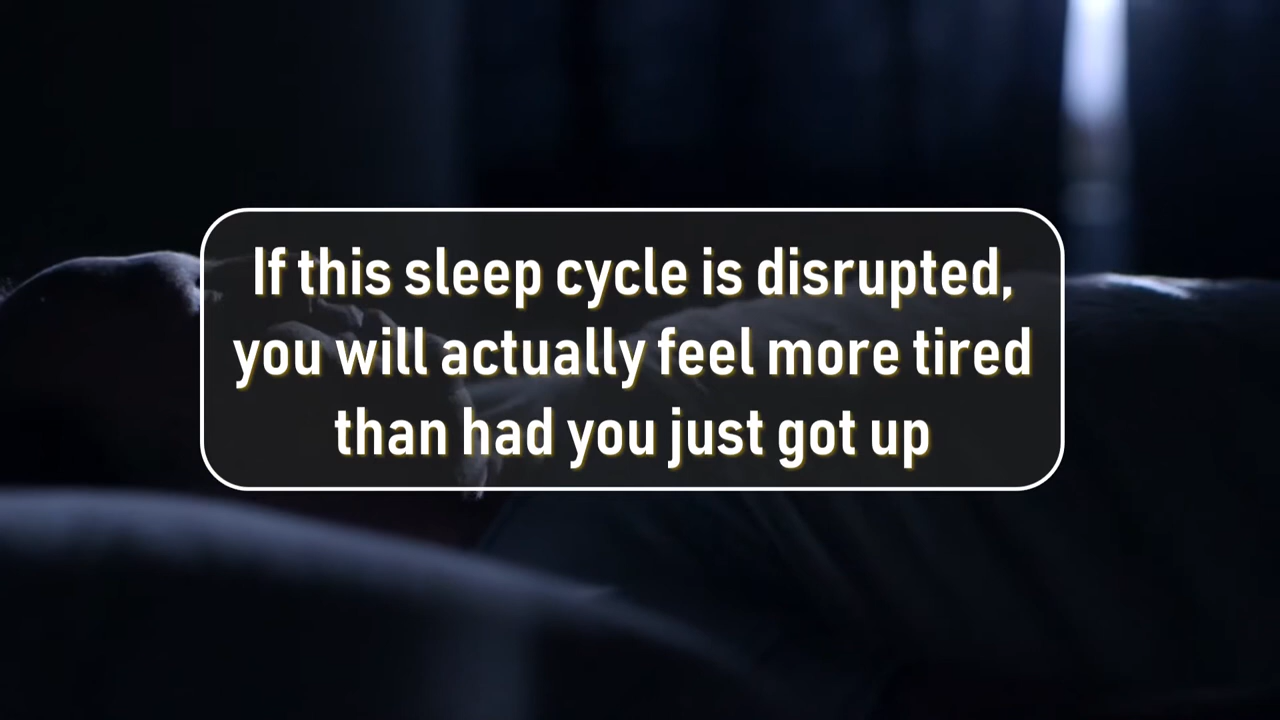 If this sleep cycle is disrupted,
you will actually feel more tired
than had you just got up